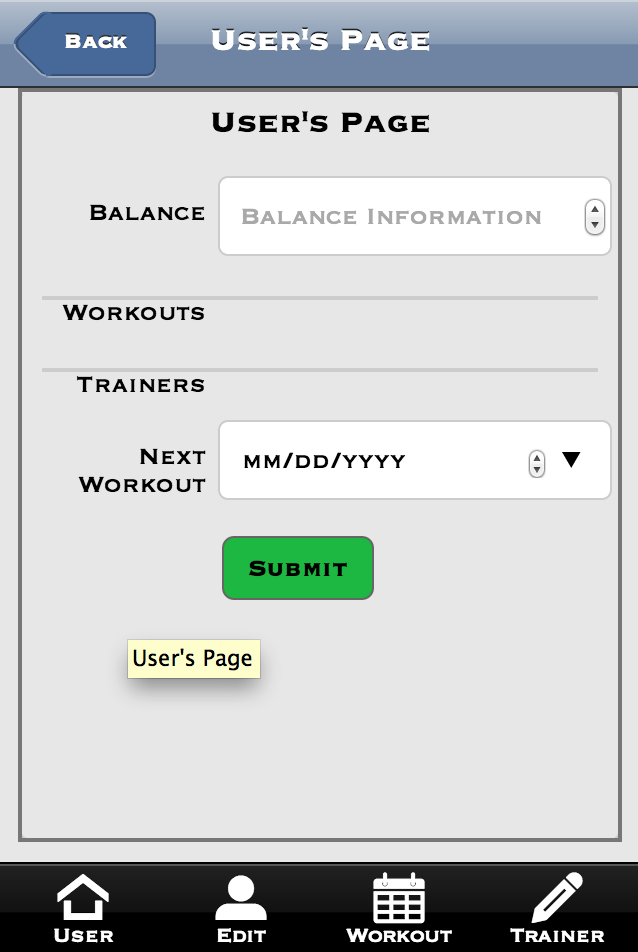 Back
User's Page
User's Page
Balance
Balance Information
Workouts
Trainers
Next
Workout
mm/dd/yyyy
Submit
User's Page
User
Edit
Workout
Trainer